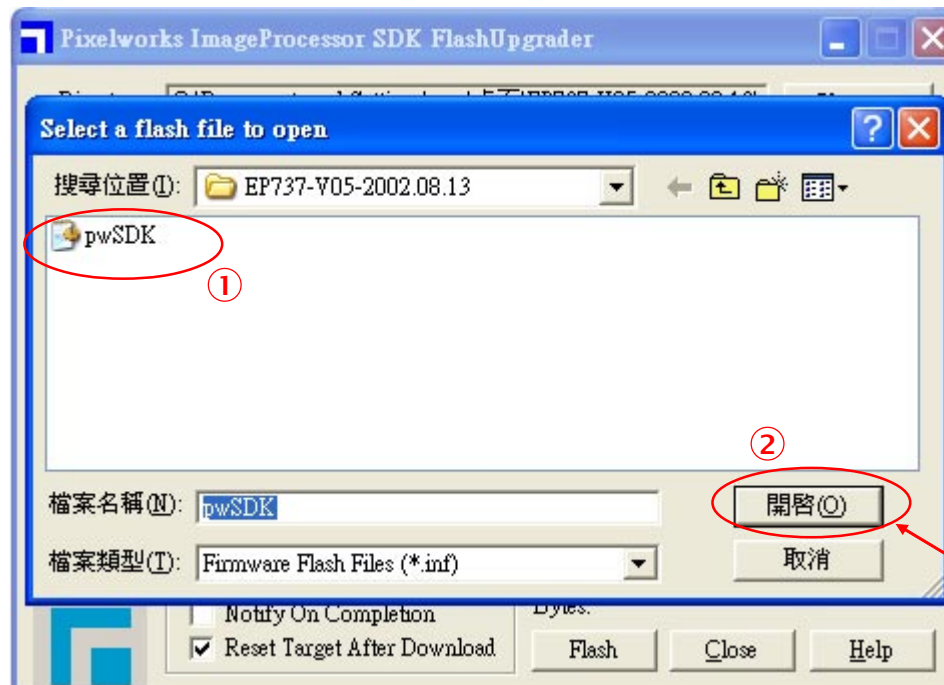 Pixelworks ImageProcessor SDK FlashUpgrader
Select a flash file to open
搜尋位置(I): EP737-V05-2002.08.13
pwSDK
①
②
檔案名稱(N): pwSDK 開啓(O)
檔案類型(T): Firmware Flash Files (*.inf) 取消
Notify On Completion Bytes:
Reset Target After Download Flash Close Help